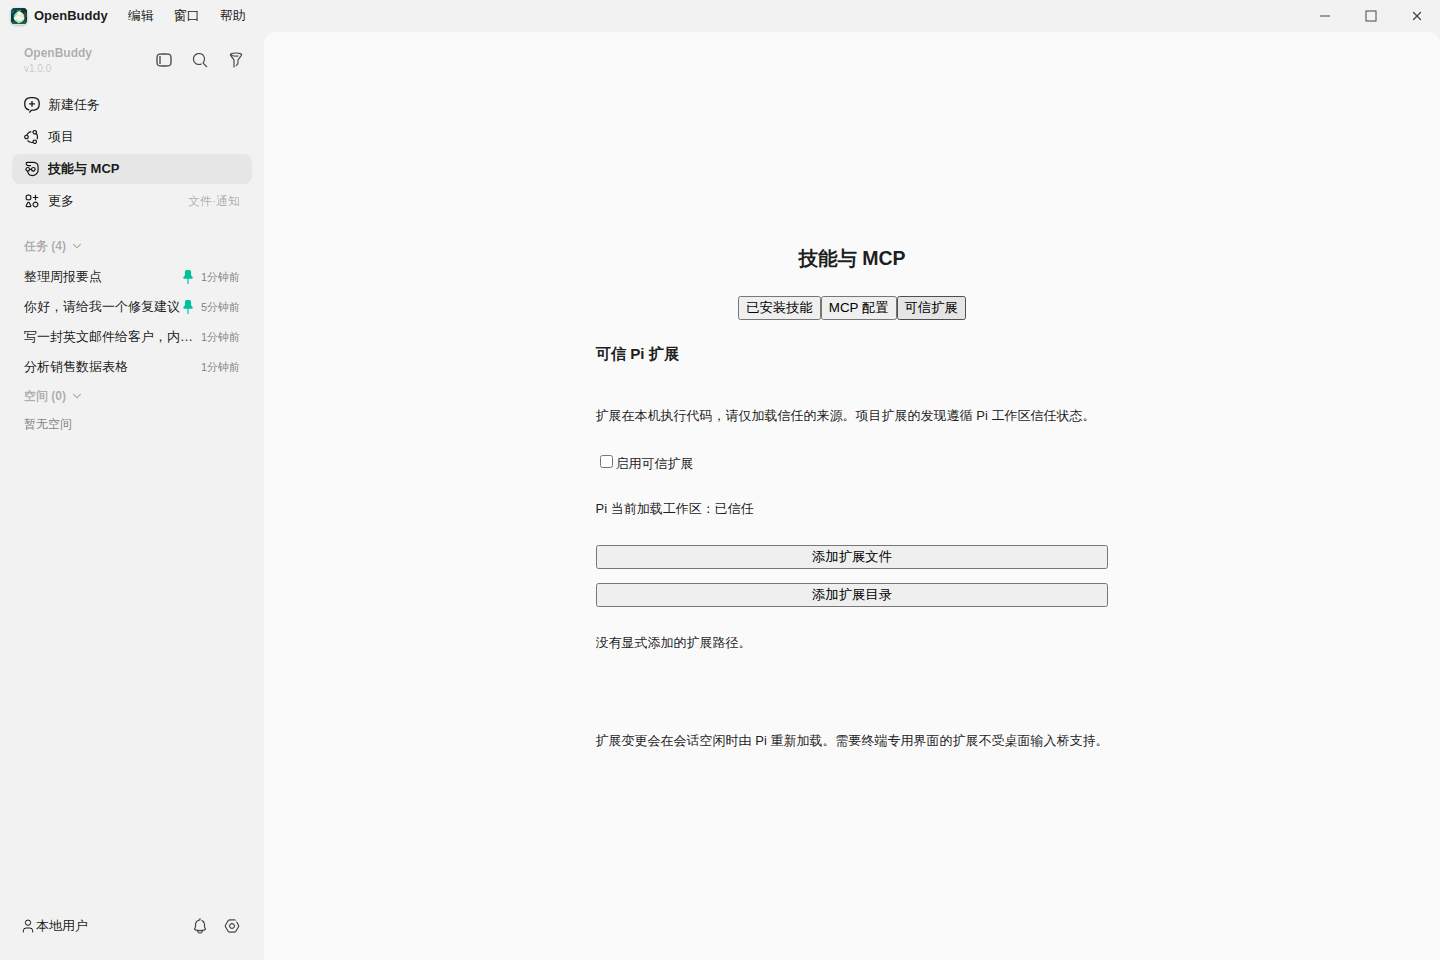 OpenBuddy 编辑 窗口 帮助
OpenBuddy
v1.0.0
新建任务
项目
技能与 MCP
更多 文件·通知
任务 (4)
整理周报要点 1分钟前
你好，请给我一个修复建议 5分钟前
写一封英文邮件给客户，内… 1分钟前
分析销售数据表格 1分钟前
空间 (0)
暂无空间
本地用户
技能与 MCP
已安装技能 MCP 配置 可信扩展
可信 Pi 扩展
扩展在本机执行代码，请仅加载信任的来源。项目扩展的发现遵循 Pi 工作区信任状态。
启用可信扩展
Pi 当前加载工作区：已信任
添加扩展文件
添加扩展目录
没有显式添加的扩展路径。
扩展变更会在会话空闲时由 Pi 重新加载。需要终端专用界面的扩展不受桌面输入桥支持。